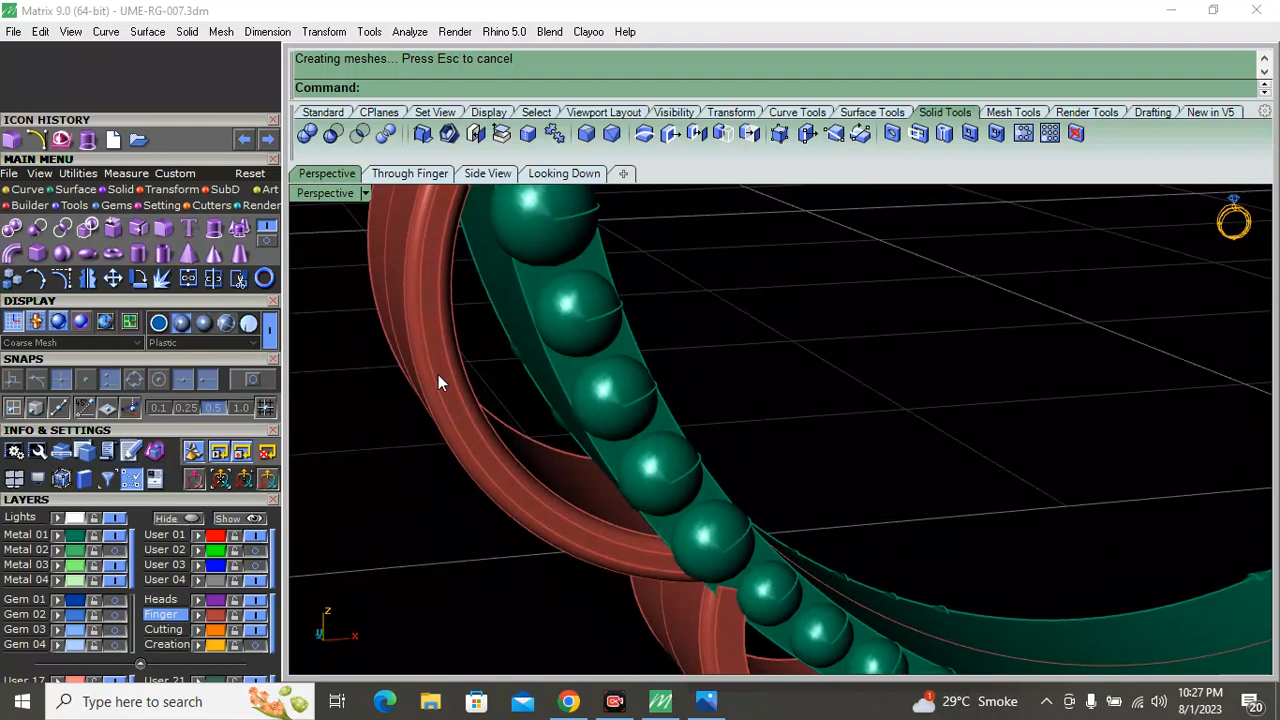 Matrix 9.0 (64-bit) - UME-RG-007.3dm
File Edit View Curve Surface Solid Mesh Dimension Transform Tools Analyze Render Rhino 5.0 Blend Clayoo Help
Creating meshes... Press Esc to cancel
Command:
Standard CPlanes Set View Display Select Viewport Layout Visibility Transform Curve Tools Surface Tools Solid Tools Mesh Tools Render Tools Drafting New in V5
ICON HISTORY
MAIN MENU
File View Utilities Measure Custom
Curve Surface Solid Transform SubD Art
Builder Tools Gems Setting Cutters Render
Perspective Through Finger Side View Looking Down
Perspective
DISPLAY
Coarse Mesh Plastic
SNAPS
0.1 0.25 0.5 1.0
INFO & SETTINGS
LAYERS
Lights Hide Show
Metal 01 User 01
Metal 02 User 02
Metal 03 User 03
Metal 04 User 04
Gem 01 Heads
Gem 02 Finger
Gem 03 Cutting
Gem 04 Creation
User 17 User 21
z
y x
Type here to search
29°C Smoke
1
10:27 PM
8/1/2023
20